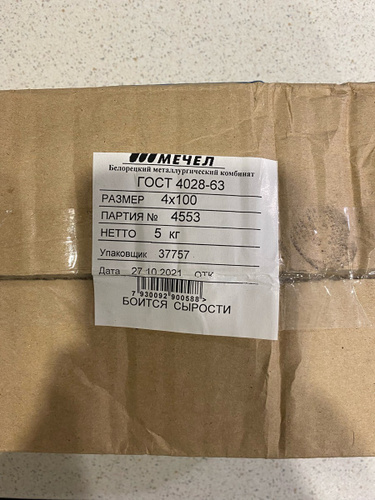 МЕЧЕЛ
Белорецкий металлургический комбинат
ГОСТ 4028-63
РАЗМЕР 4x100
ПАРТИЯ № 4553
НЕТТО 5 кг
Упаковщик 37757
Дата 27.10.2021 ОТК
7 930092 900588 >
БОИТСЯ СЫРОСТИ